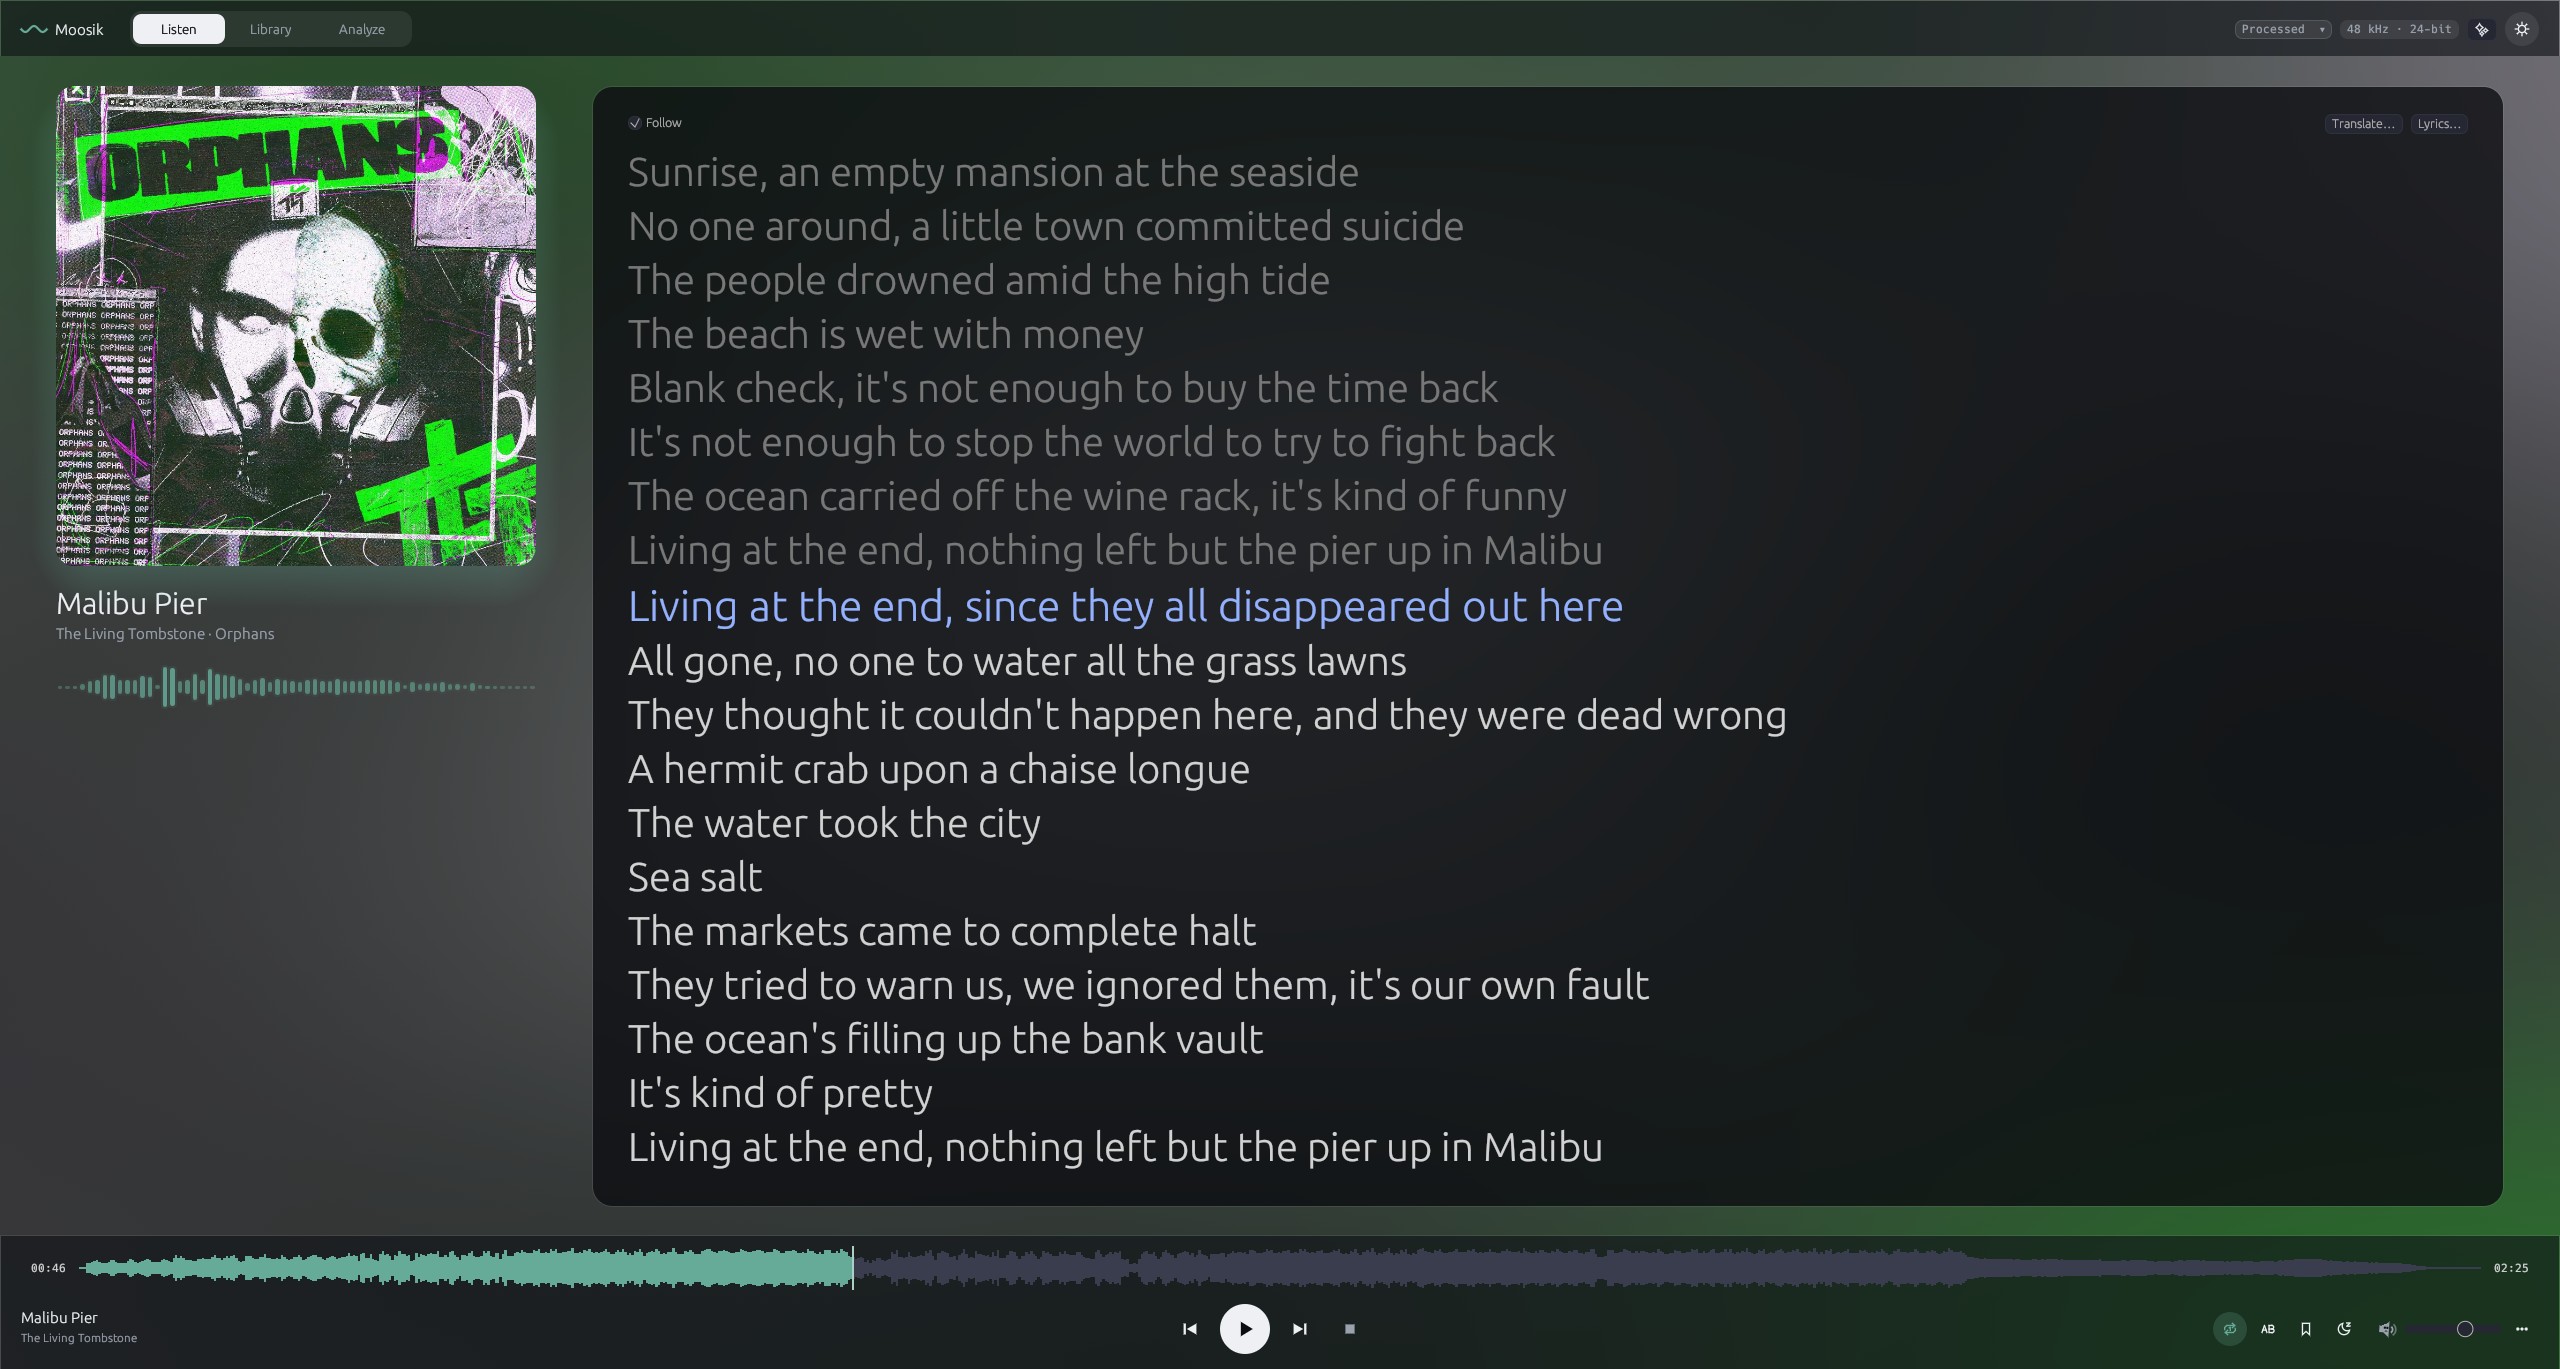 Moosik
Listen
Library
Analyze
Processed
48 kHz · 24-bit
ORPHANS
Follow
Translate...
Lyrics...
Sunrise, an empty mansion at the seaside
No one around, a little town committed suicide
The people drowned amid the high tide
The beach is wet with money
Blank check, it's not enough to buy the time back
It's not enough to stop the world to try to fight back
The ocean carried off the wine rack, it's kind of funny
Living at the end, nothing left but the pier up in Malibu
Living at the end, since they all disappeared out here
All gone, no one to water all the grass lawns
They thought it couldn't happen here, and they were dead wrong
A hermit crab upon a chaise longue
The water took the city
Sea salt
The markets came to complete halt
They tried to warn us, we ignored them, it's our own fault
The ocean's filling up the bank vault
It's kind of pretty
Living at the end, nothing left but the pier up in Malibu
Malibu Pier
The Living Tombstone · Orphans
00:46
02:25
Malibu Pier
The Living Tombstone
AB